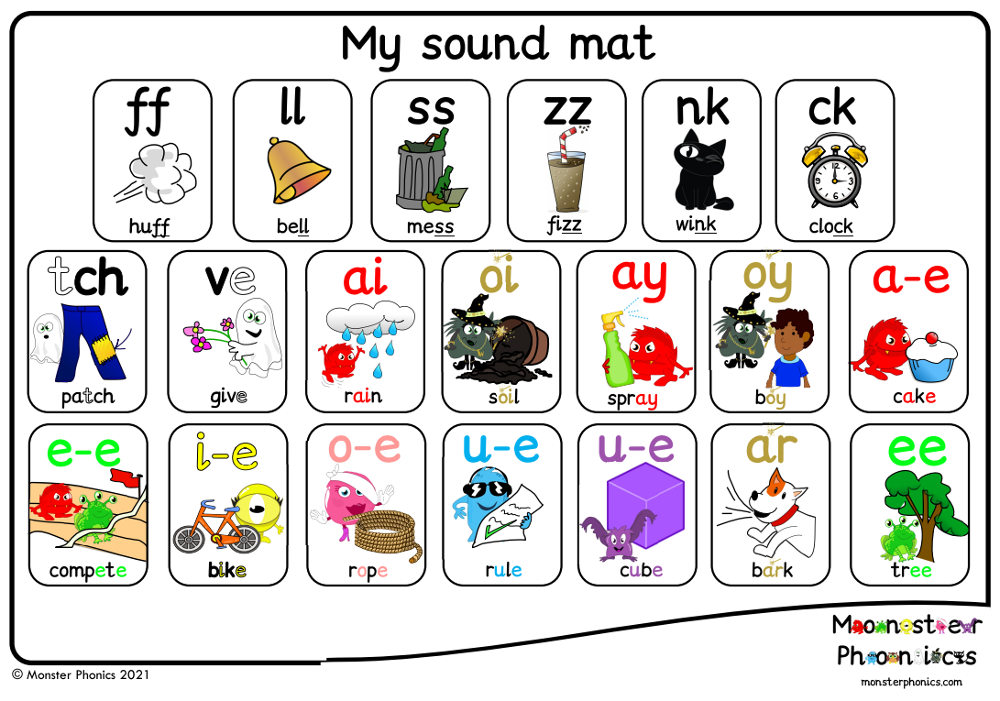 My sound mat
ff ll ss zz nk ck
huff bell mess fizz wink clock
tch ve ai oi ay oy a-e
patch give rain soil spray boy cake
e-e i-e o-e u-e u-e ar ee
compete bike rope rule cube bark tree
Monster
Phonics
© Monster Phonics 2021
monsterphonics.com